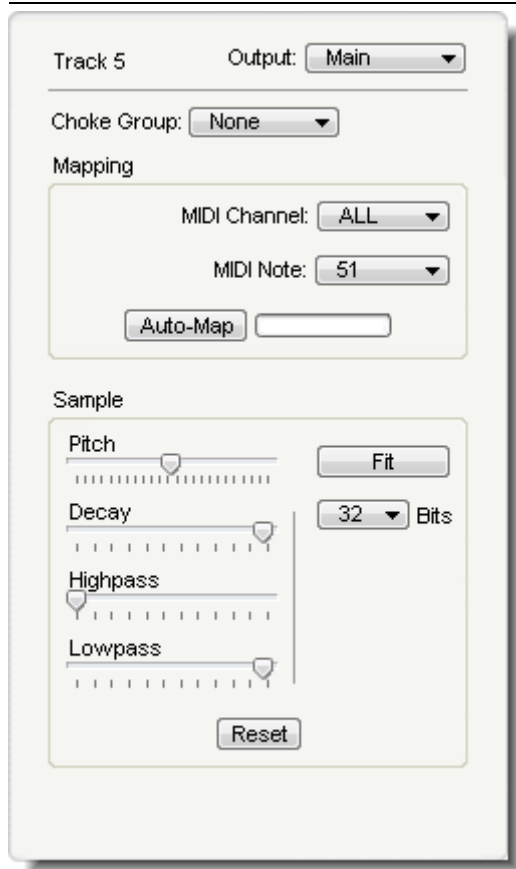 Track 5 Output: Main
Choke Group: None
Mapping
MIDI Channel: ALL
MIDI Note: 51
Auto-Map
Sample
Pitch
Fit
Decay
32 Bits
Highpass
Lowpass
Reset